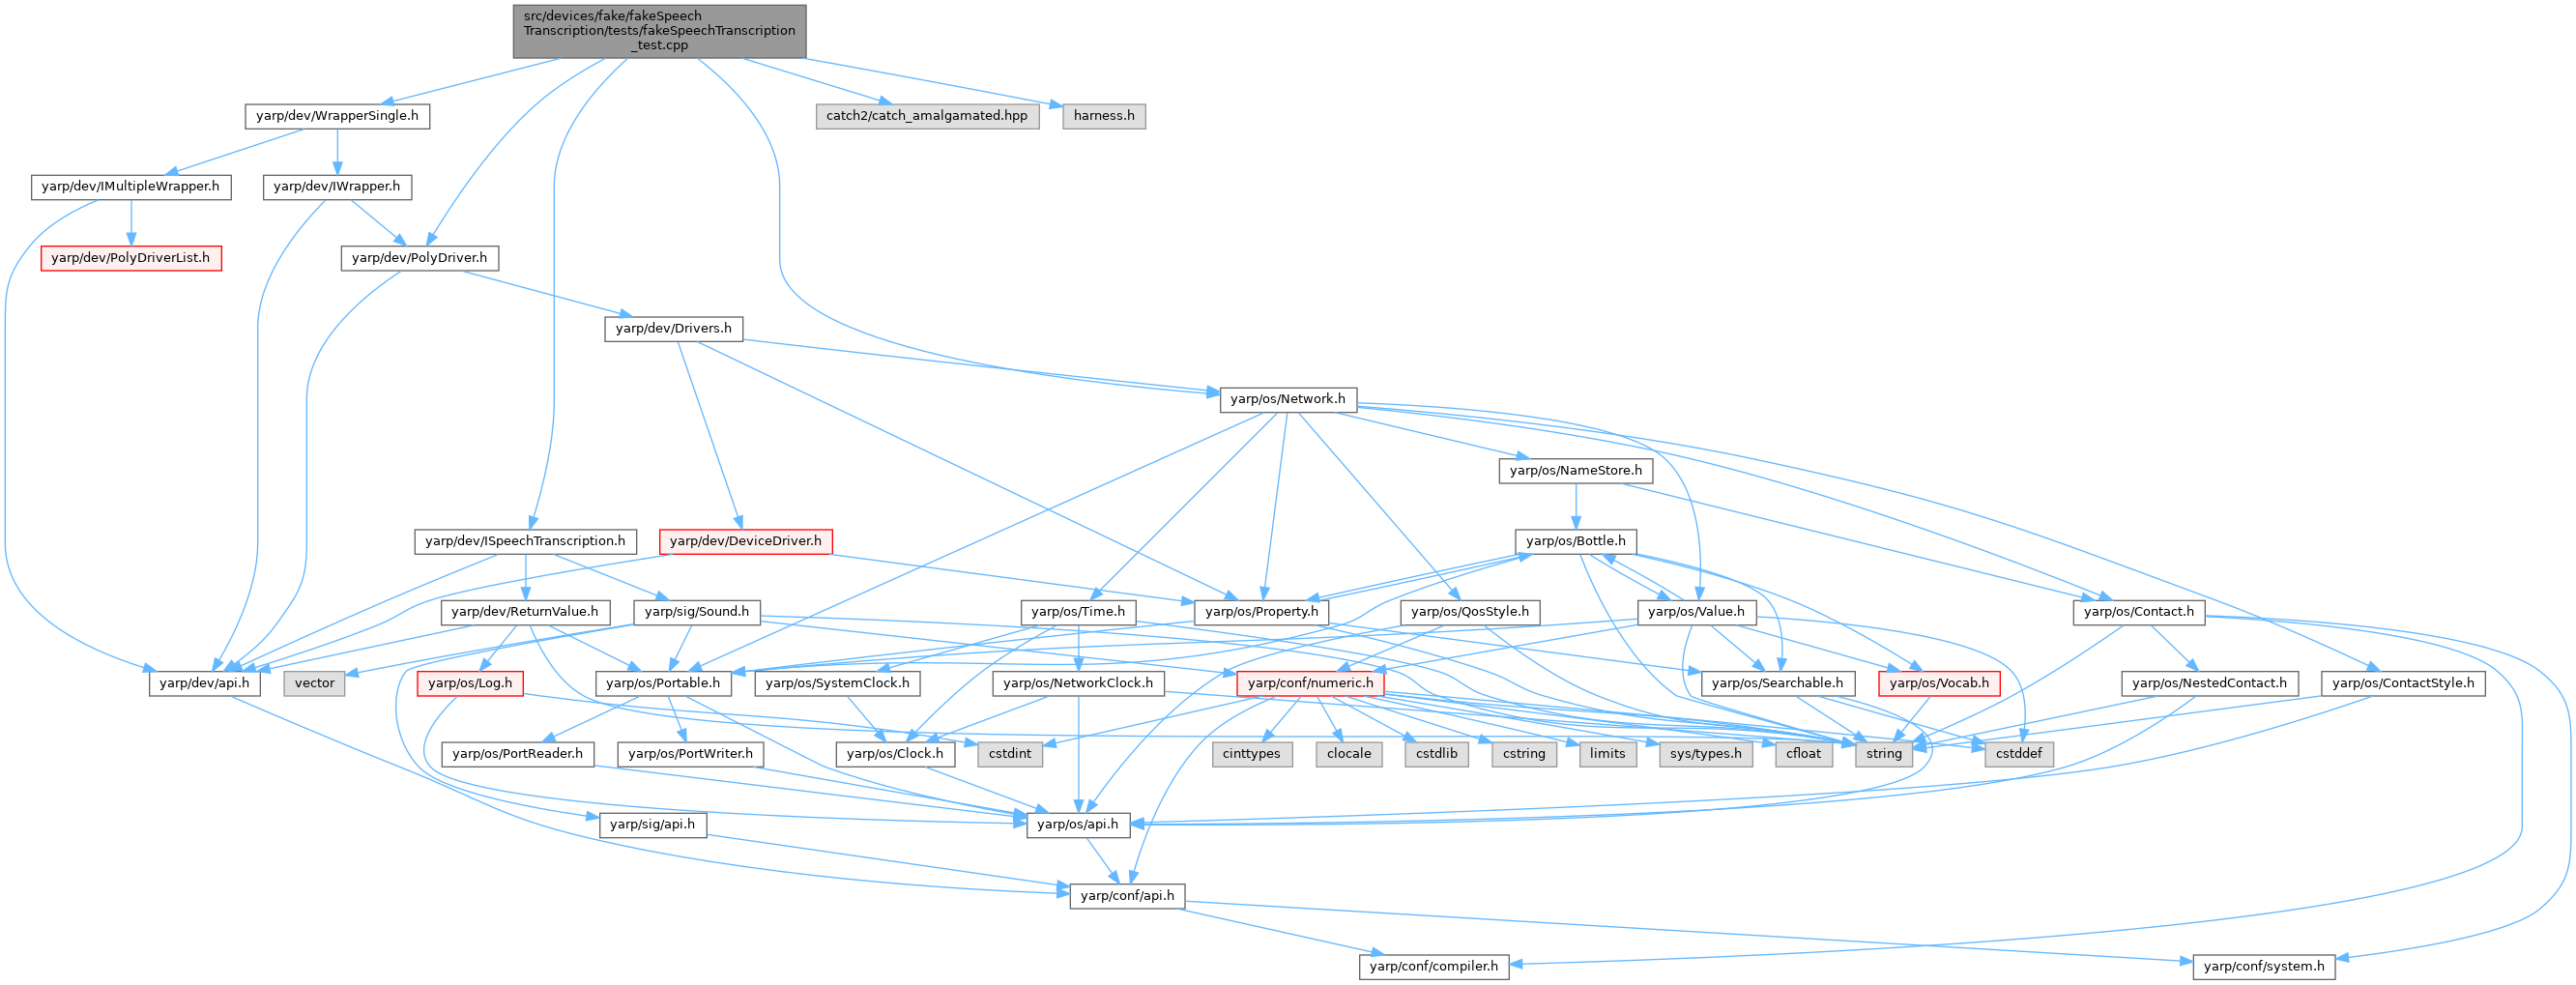 src/devices/fake/fakeSpeech
Transcription/tests/fakeSpeechTranscription
_test.cpp
yarp/dev/WrapperSingle.h
catch2/catch_amalgamated.hpp
harness.h
yarp/dev/IMultipleWrapper.h
yarp/dev/IWrapper.h
yarp/dev/PolyDriverList.h
yarp/dev/PolyDriver.h
yarp/dev/Drivers.h
yarp/os/Network.h
yarp/os/NameStore.h
yarp/dev/ISpeechTranscription.h
yarp/dev/DeviceDriver.h
yarp/os/Bottle.h
yarp/dev/ReturnValue.h
yarp/sig/Sound.h
yarp/os/Time.h
yarp/os/Property.h
yarp/os/QosStyle.h
yarp/os/Value.h
yarp/os/Contact.h
yarp/dev/api.h
vector
yarp/os/Log.h
yarp/os/Portable.h
yarp/os/SystemClock.h
yarp/os/NetworkClock.h
yarp/conf/numeric.h
yarp/os/Searchable.h
yarp/os/Vocab.h
yarp/os/NestedContact.h
yarp/os/ContactStyle.h
yarp/os/PortReader.h
yarp/os/PortWriter.h
yarp/os/Clock.h
cstdint
cinttypes
clocale
cstdlib
cstring
limits
sys/types.h
cfloat
string
cstddef
yarp/sig/api.h
yarp/os/api.h
yarp/conf/api.h
yarp/conf/compiler.h
yarp/conf/system.h